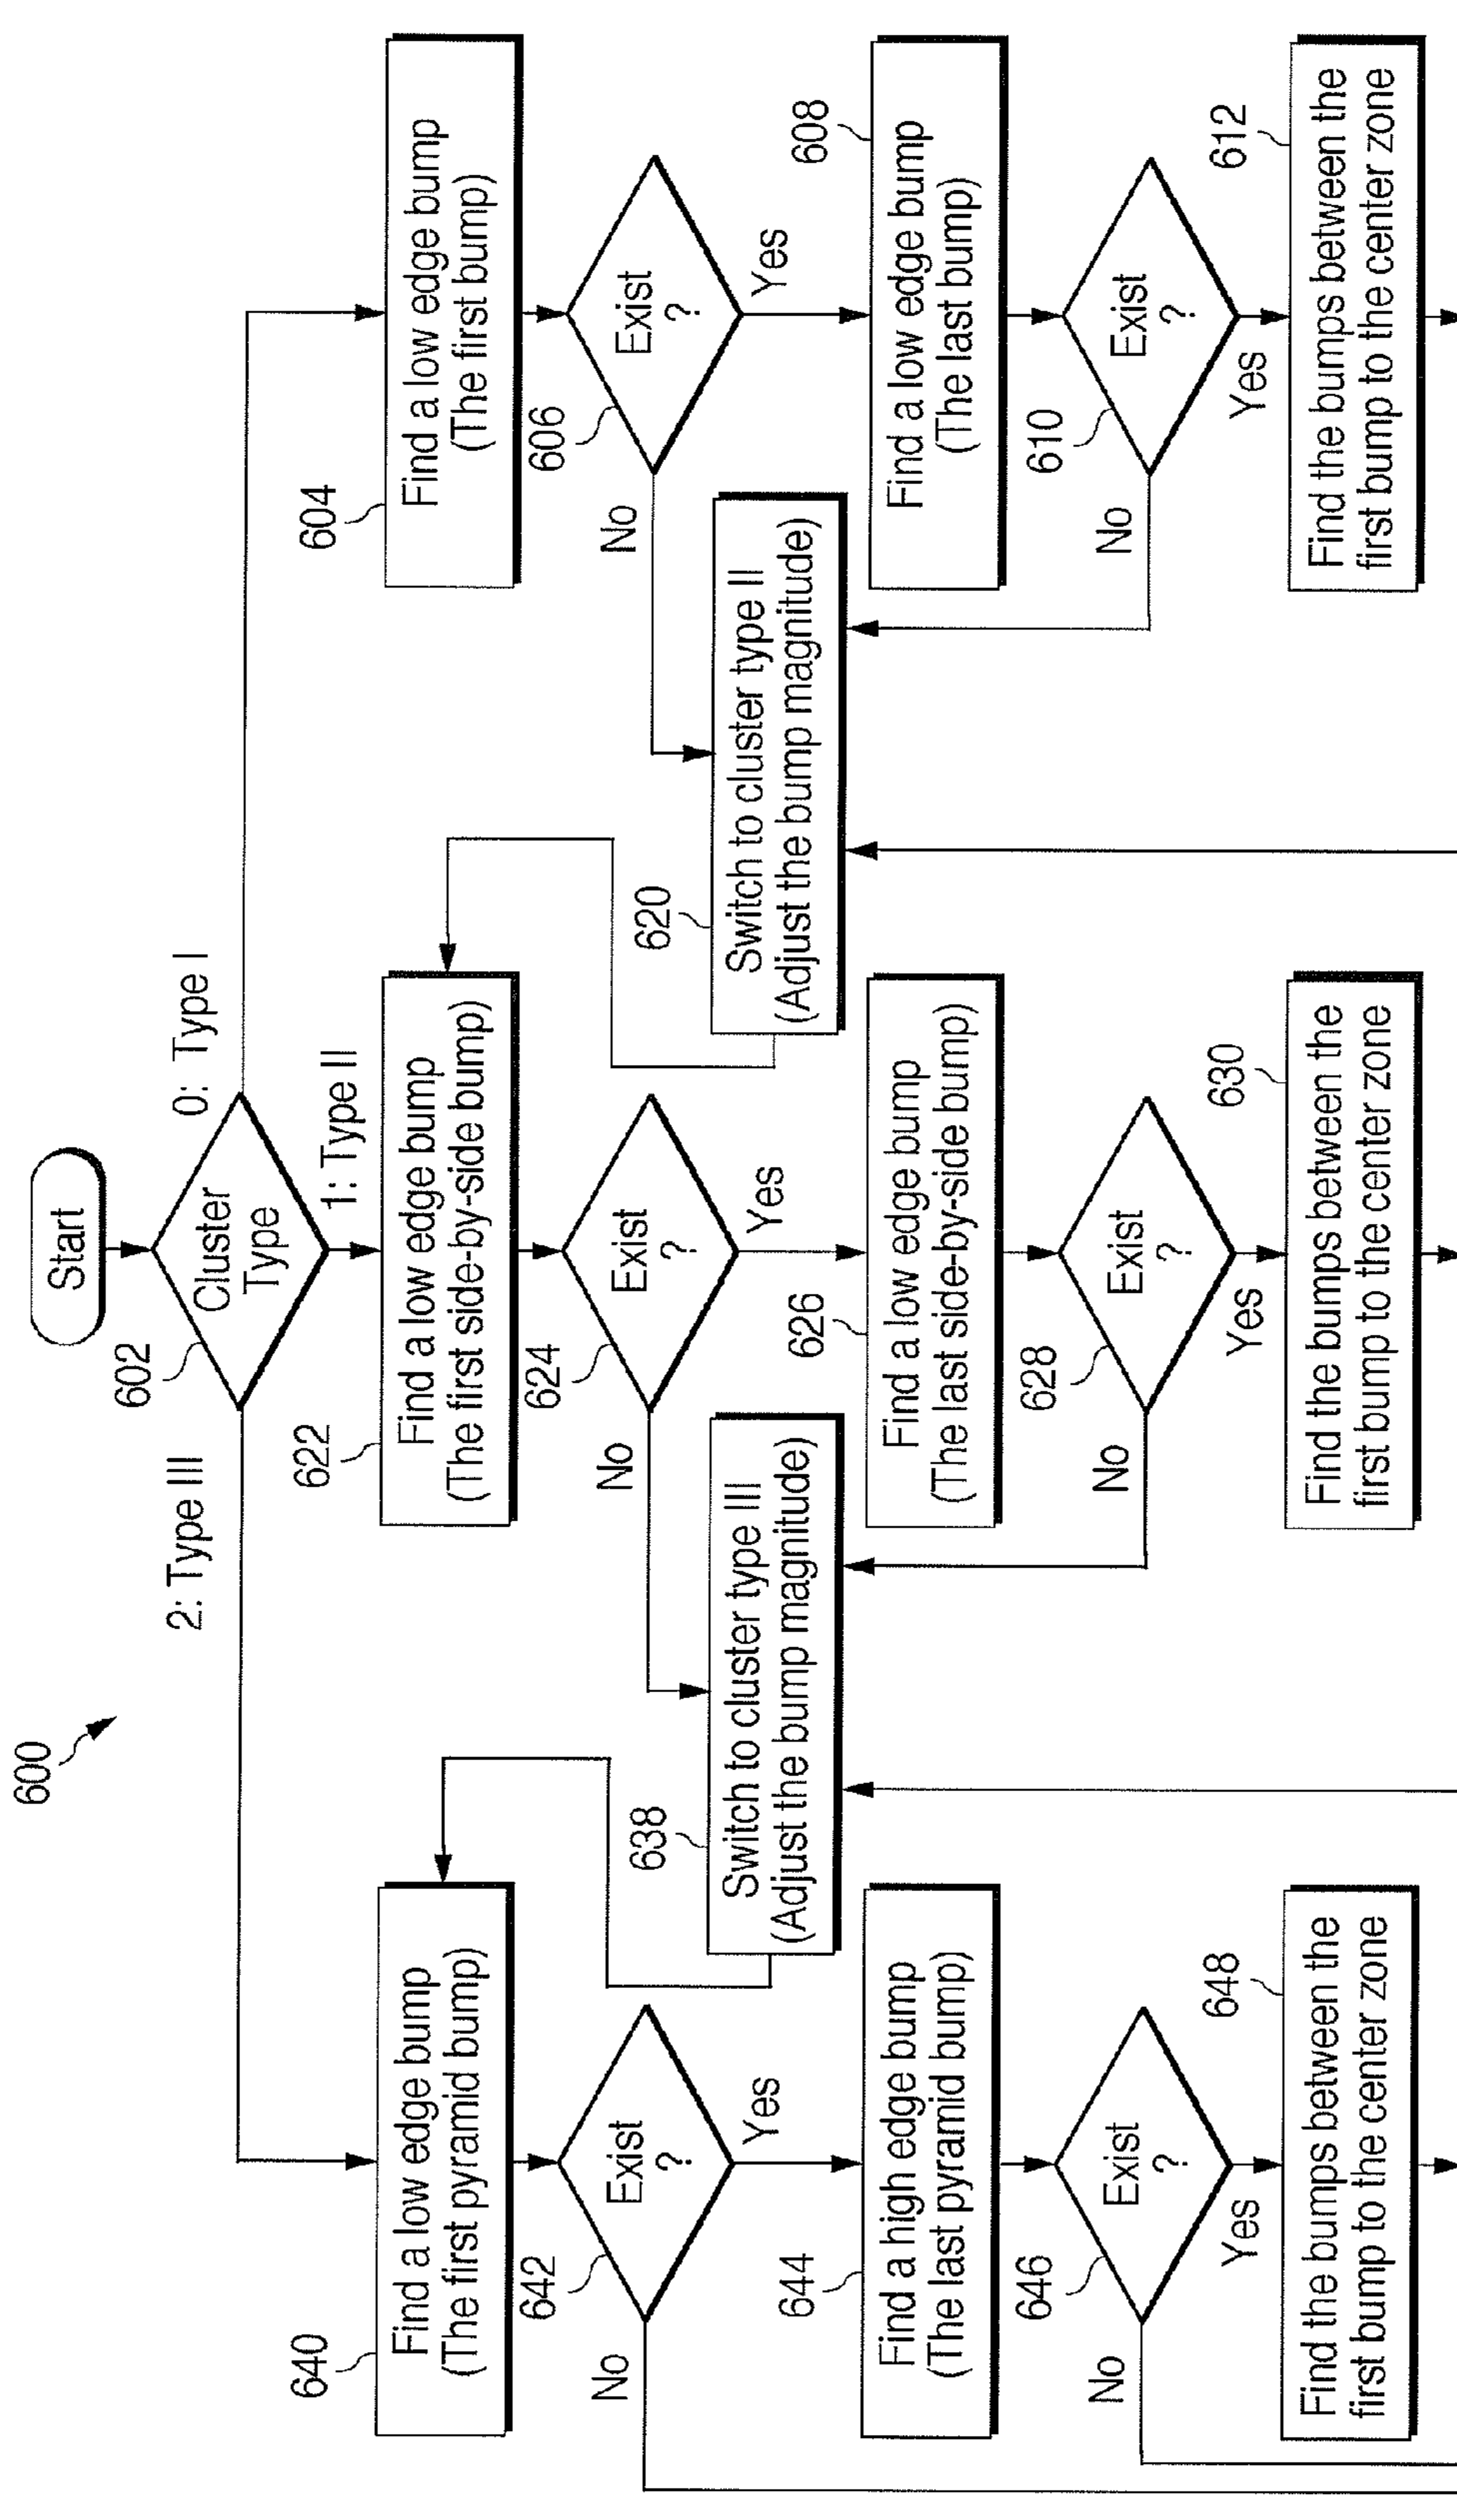 600
Start
602
Cluster
Type
2: Type III
1: Type II
0: Type I
640
Find a low edge bump
(The first pyramid bump)
642
Exist
?
No
Yes
644
Find a high edge bump
(The last pyramid bump)
646
Exist
?
No
Yes
648
Find the bumps between the
first bump to the center zone
638
Switch to cluster type III
(Adjust the bump magnitude)
622
Find a low edge bump
(The first side-by-side bump)
624
Exist
?
No
Yes
626
Find a low edge bump
(The last side-by-side bump)
628
Exist
?
No
Yes
630
Find the bumps between the
first bump to the center zone
620
Switch to cluster type II
(Adjust the bump magnitude)
604
Find a low edge bump
(The first bump)
606
Exist
?
No
Yes
608
Find a low edge bump
(The last bump)
610
Exist
?
No
Yes
612
Find the bumps between the
first bump to the center zone